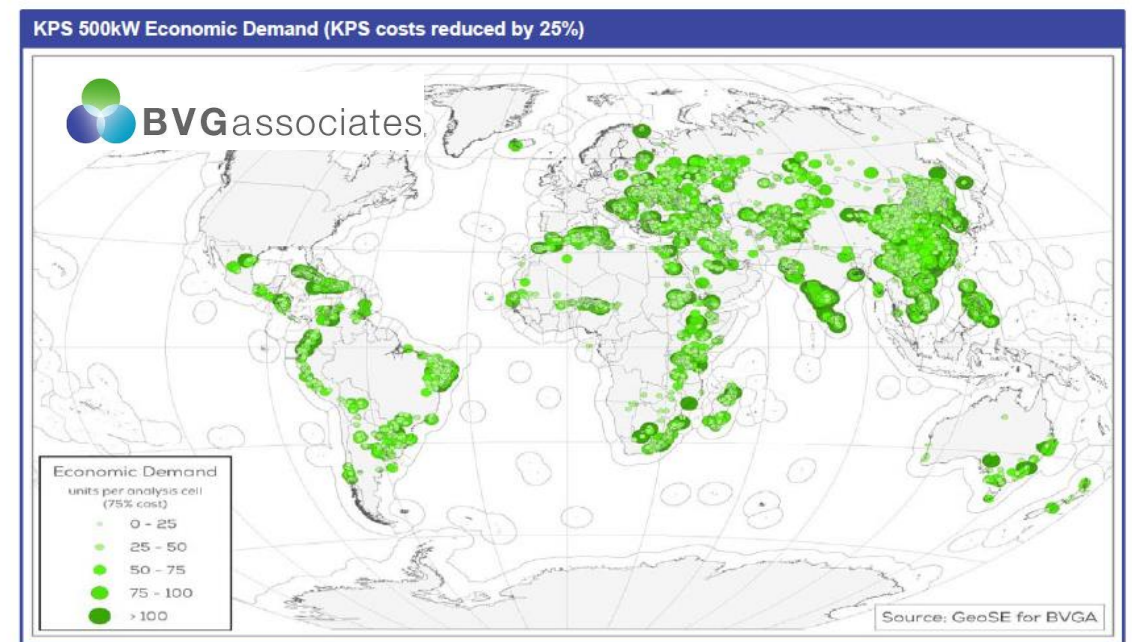 KPS 500kW Economic Demand (KPS costs reduced by 25%)
BVGassociates
Economic Demand
units per analysis cell
(75% cost)
0 - 25
25 - 50
50 - 75
75 - 100
>100
Source: GeoSE for BVGA